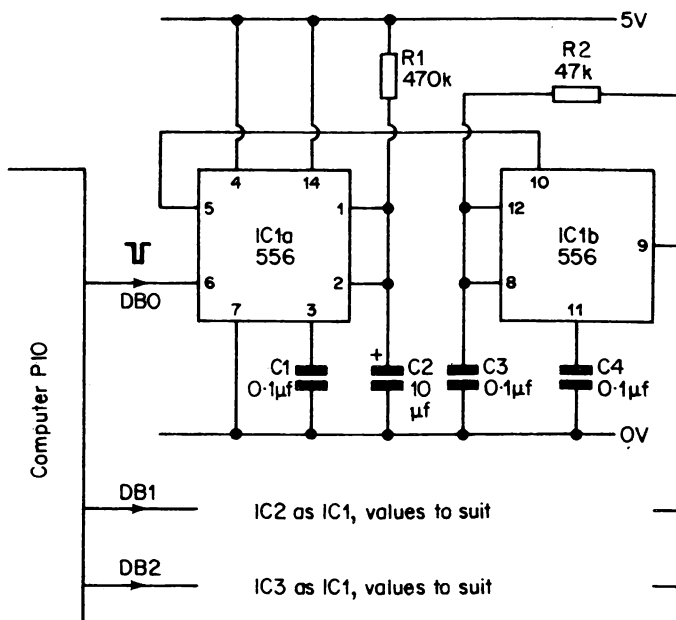 5V
R1
470k
R2
47k
4
14
10
5
1
12
IC1a
556
IC1b
556
9
DB0
6
2
8
7
3
11
C1
0·1µf
+
C2
10
µf
C3
0·1µf
C4
0·1µf
0V
Computer PIO
DB1
IC2 as IC1, values to suit
DB2
IC3 as IC1, values to suit